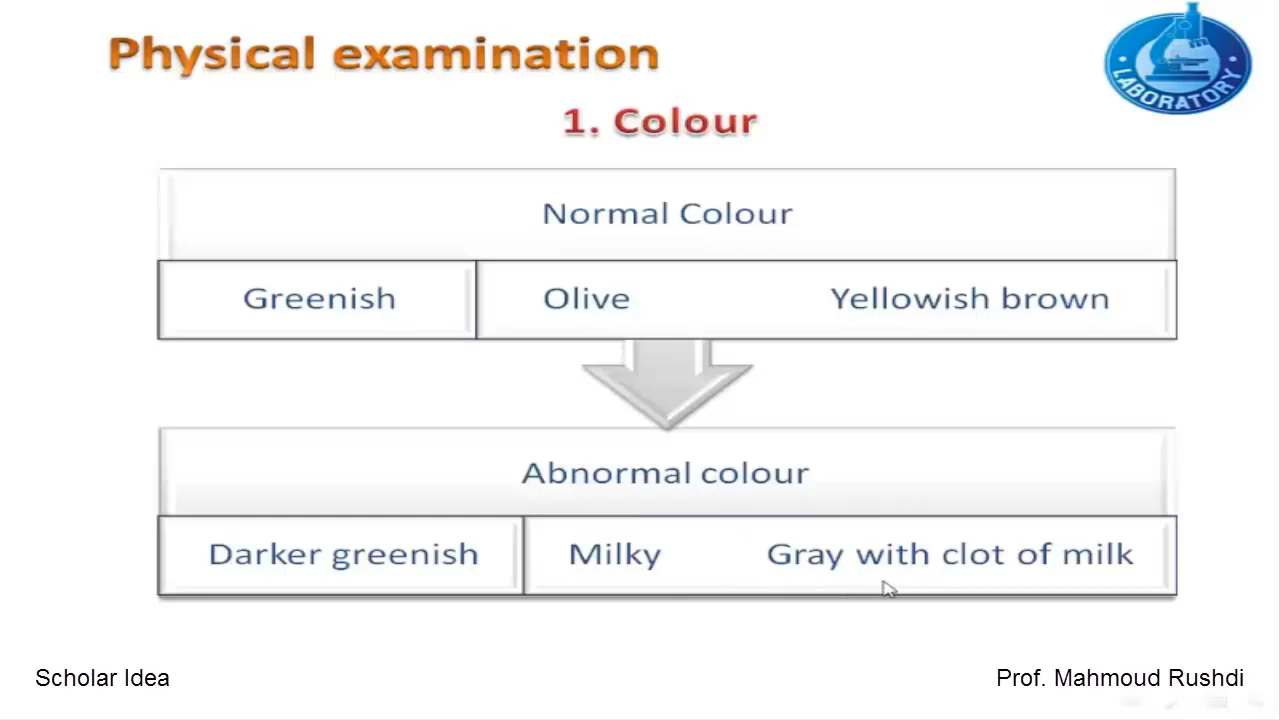 Physical examination
LABORATORY
1. Colour
Normal Colour
Greenish
Olive
Yellowish brown
Abnormal colour
Darker greenish
Milky
Gray with clot of milk
Scholar Idea
Prof. Mahmoud Rushdi